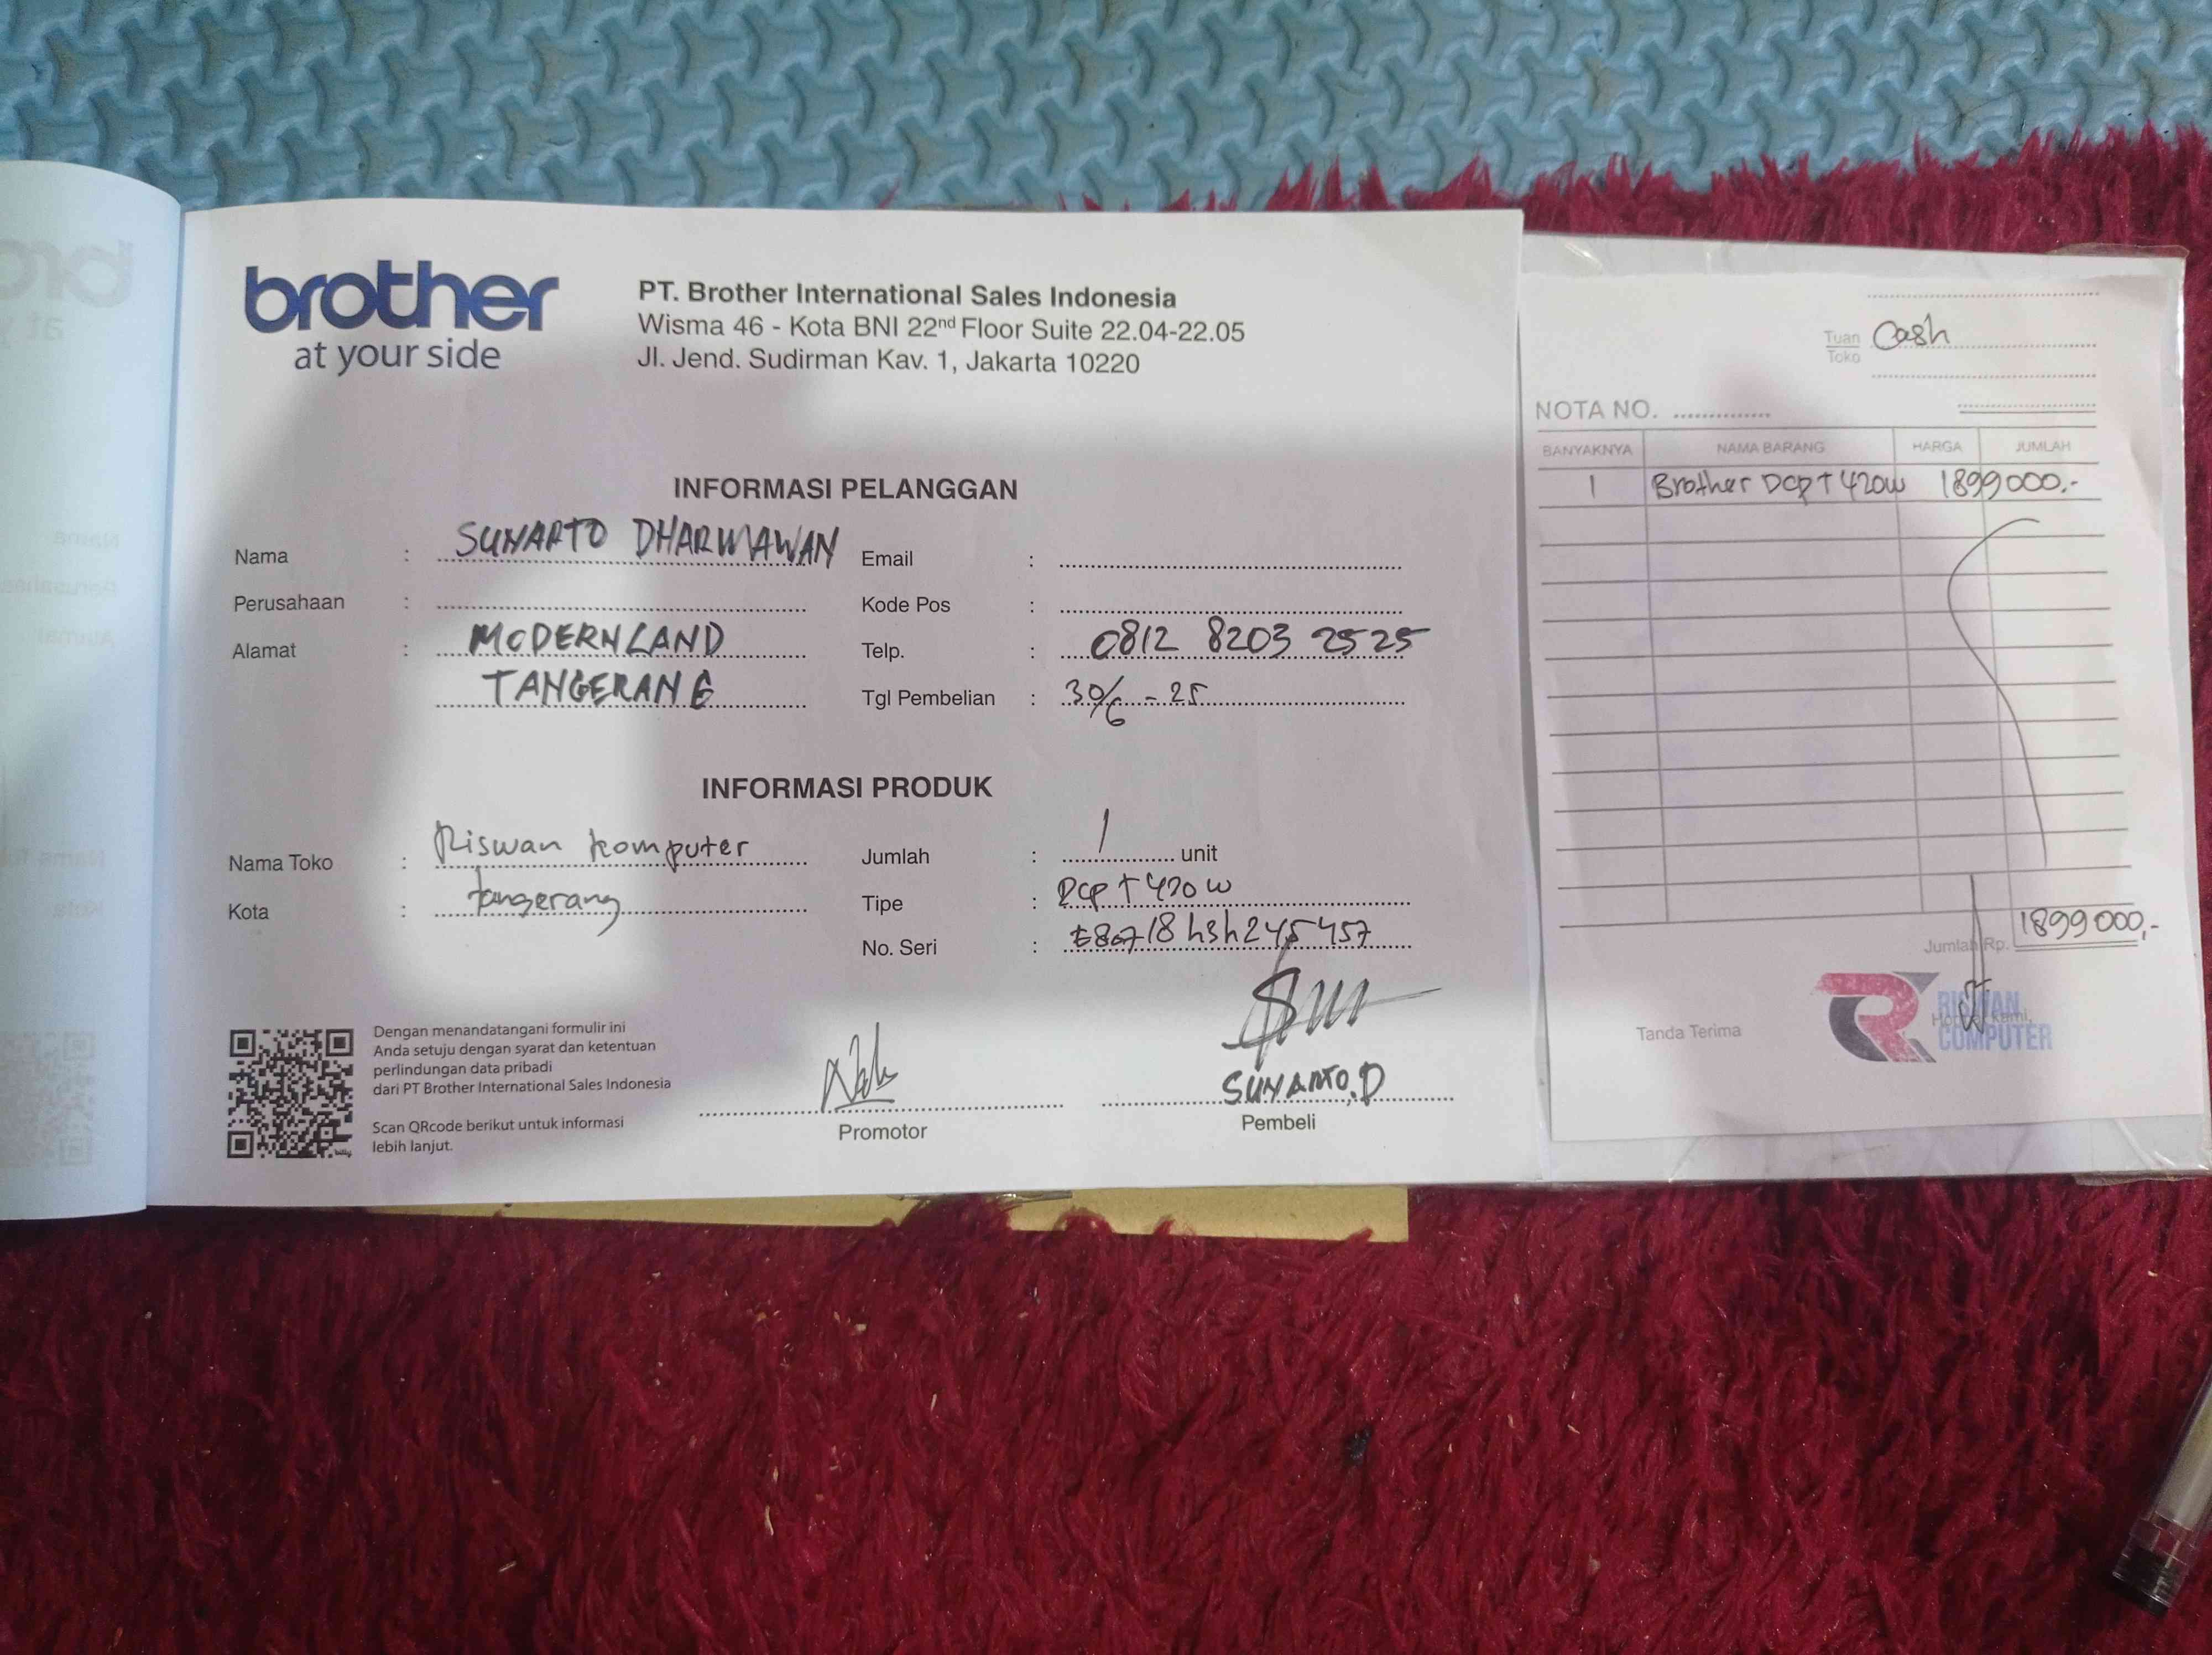 brother
at your side
PT. Brother International Sales Indonesia
Wisma 46 - Kota BNI 22nd Floor Suite 22.04-22.05
Jl. Jend. Sudirman Kav. 1, Jakarta 10220
INFORMASI PELANGGAN
Nama : SUNARTO DHARMAWAN
Email :
Perusahaan :
Kode Pos :
Alamat : MODERNLAND
Telp. : 0812 8203 2525
TANGERANG
Tgl Pembelian : 30/6 - 25
INFORMASI PRODUK
Nama Toko : Riswan Komputer
Jumlah : 1 unit
Kota : tangerang
Tipe : Dcp T 420 w
No. Seri :
Dengan menandatangani formulir ini
Anda setuju dengan syarat dan ketentuan
perlindungan data pribadi
dari PT Brother International Sales Indonesia
Scan QRcode berikut untuk informasi
lebih lanjut.
Promotor
SUNARTO.D
Pembeli
Tuan Cash
Toko
NOTA NO.
BANYAKNYA NAMA BARANG HARGA JUMLAH
1 Brother Dcp T 420w 1899000.-
Jumlah Rp. 1899000,-
Tanda Terima
RISWAN
COMPUTER